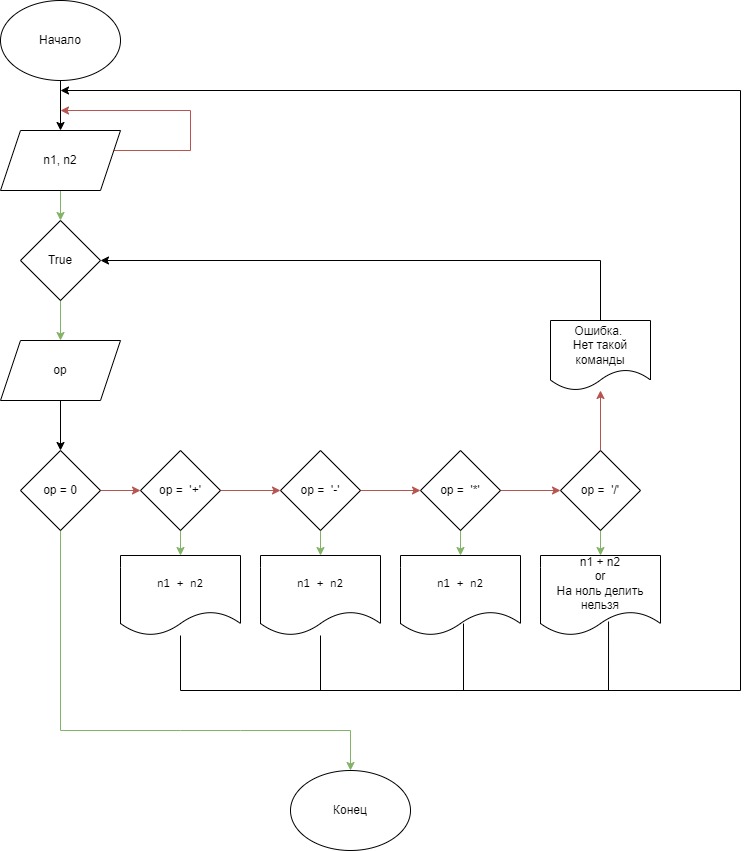 Начало
n1, n2
True
Ошибка.
Нет такой
команды
op
op = 0
op = '+'
op = '-'
op = '*'
op = '/'
n1 + n2
n1 + n2
n1 + n2
n1 + n2
or
На ноль делить
нельзя
Конец